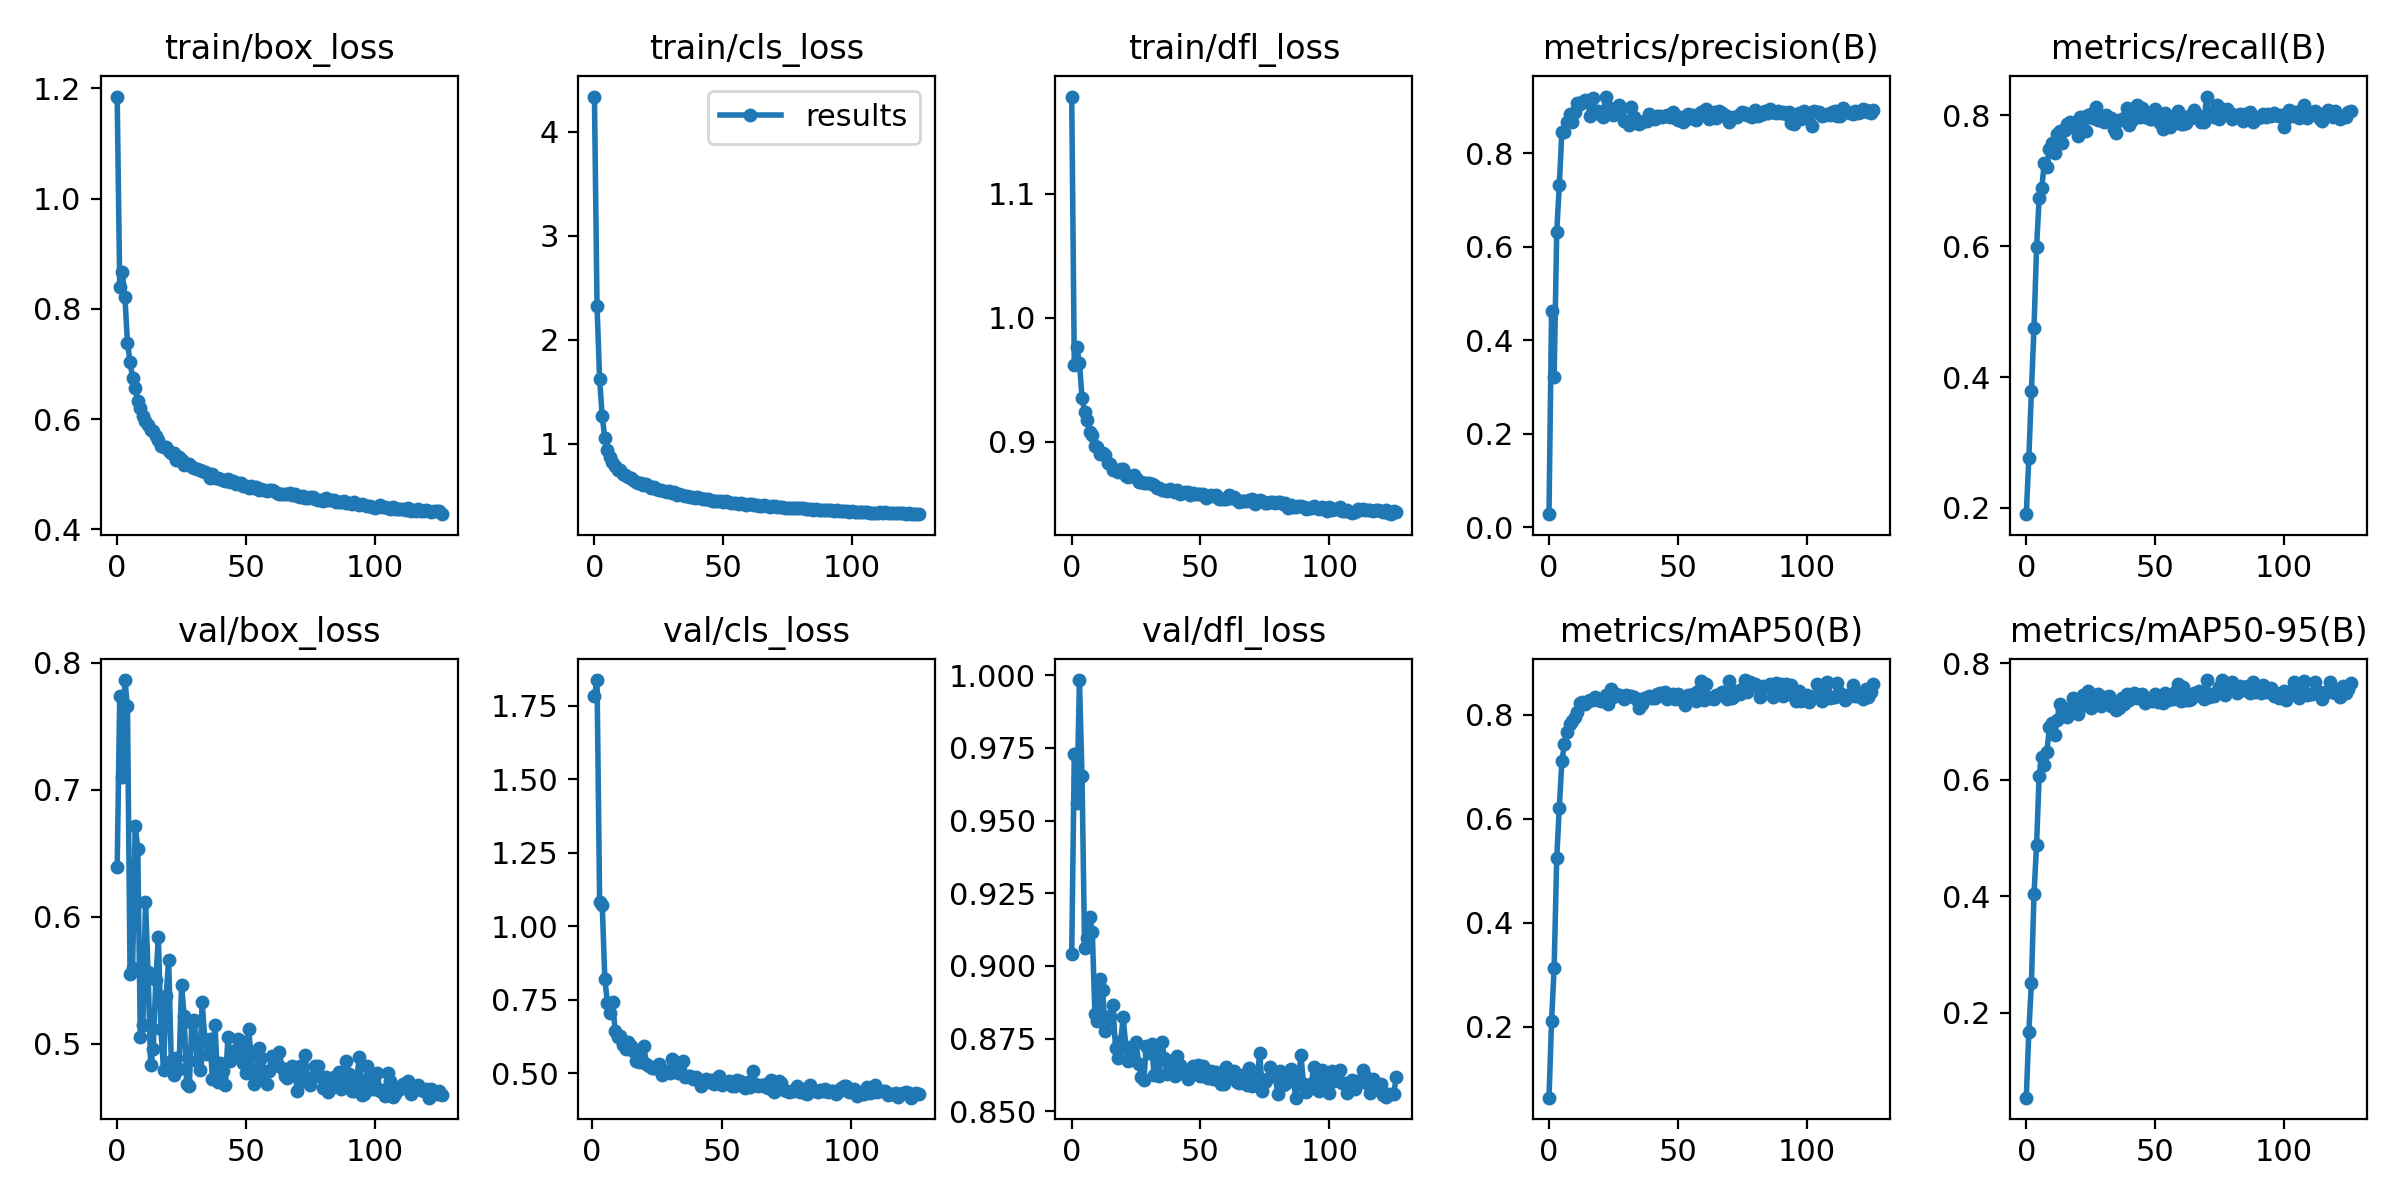 train/box_loss
1.2
1.0
0.8
0.6
0.4
0 50 100
train/cls_loss
results
4
3
2
1
0 50 100
train/dfl_loss
1.1
1.0
0.9
0 50 100
metrics/precision(B)
0.8
0.6
0.4
0.2
0.0
0 50 100
metrics/recall(B)
0.8
0.6
0.4
0.2
0 50 100
val/box_loss
0.8
0.7
0.6
0.5
0 50 100
val/cls_loss
1.75
1.50
1.25
1.00
0.75
0.50
0 50 100
val/dfl_loss
1.000
0.975
0.950
0.925
0.900
0.875
0.850
0 50 100
metrics/mAP50(B)
0.8
0.6
0.4
0.2
0 50 100
metrics/mAP50-95(B)
0.8
0.6
0.4
0.2
0 50 100